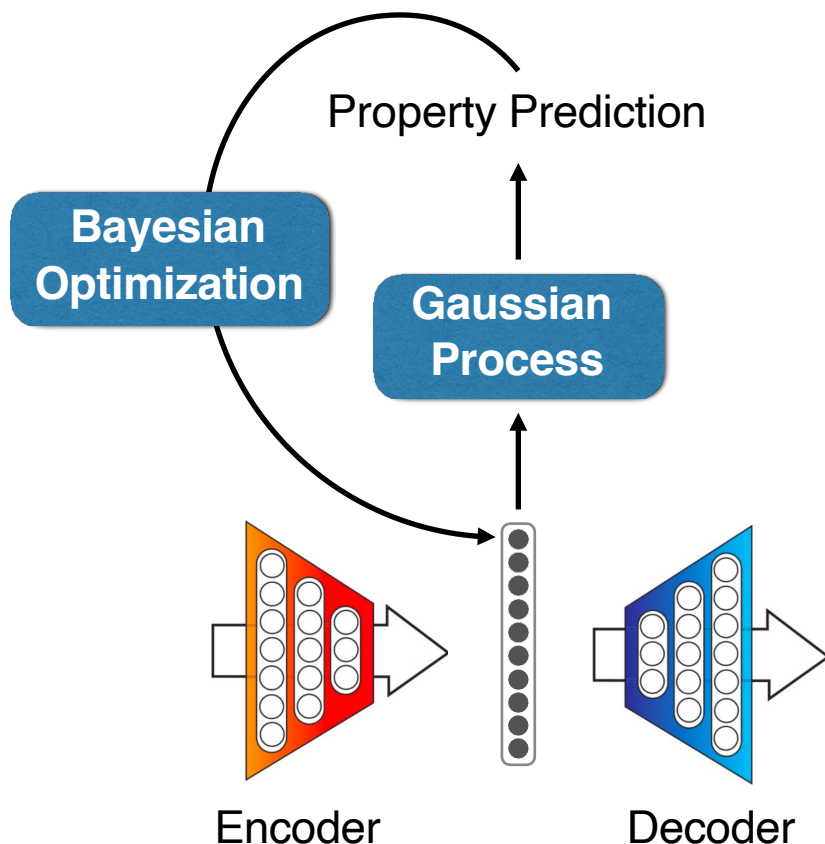 Property Prediction
Bayesian
Optimization
Gaussian
Process
Encoder
Decoder